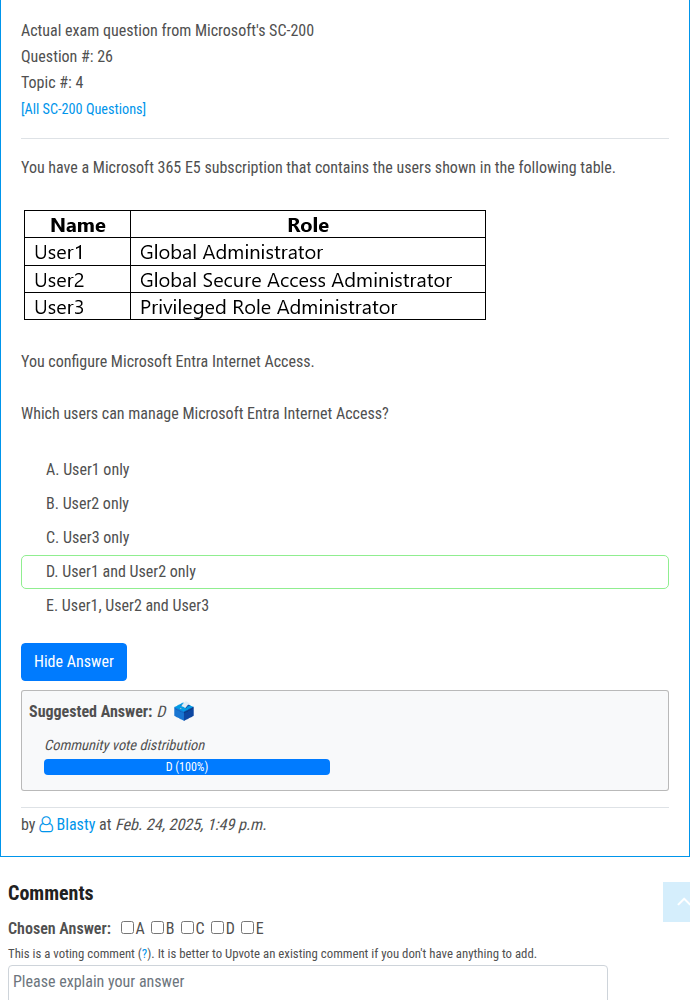 Actual exam question from Microsoft's SC-200
Question #: 26
Topic #: 4
[All SC-200 Questions]
You have a Microsoft 365 E5 subscription that contains the users shown in the following table.
Name Role
User1 Global Administrator
User2 Global Secure Access Administrator
User3 Privileged Role Administrator
You configure Microsoft Entra Internet Access.
Which users can manage Microsoft Entra Internet Access?
A. User1 only
B. User2 only
C. User3 only
D. User1 and User2 only
E. User1, User2 and User3
Hide Answer
Suggested Answer: D
Community vote distribution
D (100%)
by Blasty at Feb. 24, 2025, 1:49 p.m.
Comments
Chosen Answer: A B C D E
This is a voting comment (?). It is better to Upvote an existing comment if you don't have anything to add.
Please explain your answer